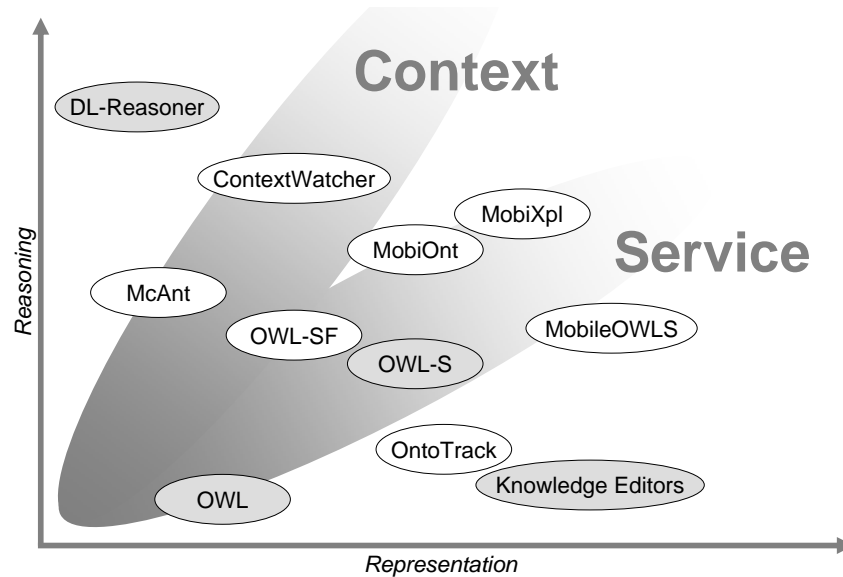 Context
DL-Reasoner
ContextWatcher
MobiXpl
MobiOnt
Service
Reasoning
McAnt
OWL-SF
MobileOWLS
OWL-S
OntoTrack
Knowledge Editors
OWL
Representation